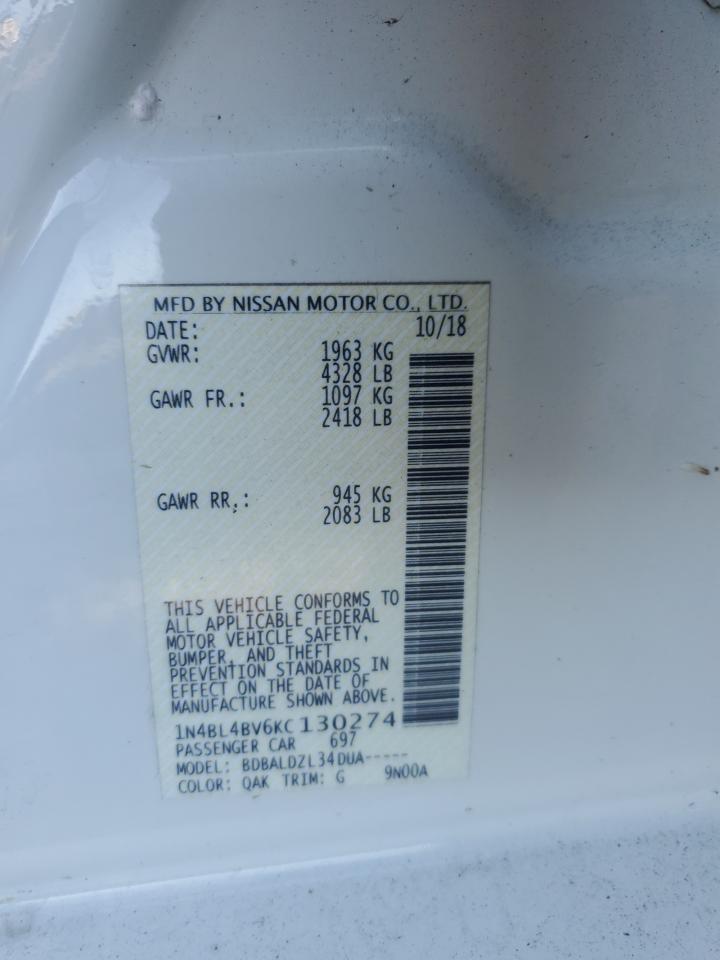 MFD BY NISSAN MOTOR CO., LTD.
DATE: 10/18
GVWR: 1963 KG
4328 LB
GAWR FR.: 1097 KG
2418 LB
GAWR RR.: 945 KG
2083 LB
THIS VEHICLE CONFORMS TO
ALL APPLICABLE FEDERAL
MOTOR VEHICLE SAFETY,
BUMPER, AND THEFT
PREVENTION STANDARDS IN
EFFECT ON THE DATE OF
MANUFACTURE SHOWN ABOVE.
1N4BL4BV6KC130274
PASSENGER CAR 697
MODEL: BDBALDZL34DUA-----
COLOR: QAK TRIM: G 9N00A